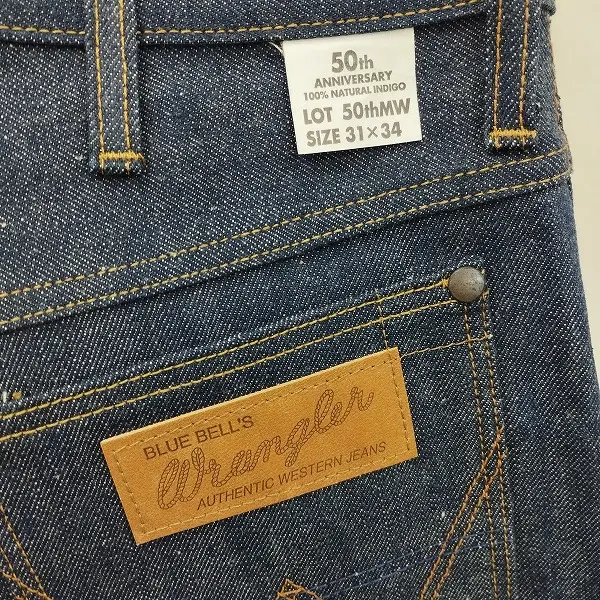 50th
ANNIVERSARY
100% NATURAL INDIGO
LOT 50thMW
SIZE 31×34
BLUE BELL'S
Wrangler
AUTHENTIC WESTERN JEANS